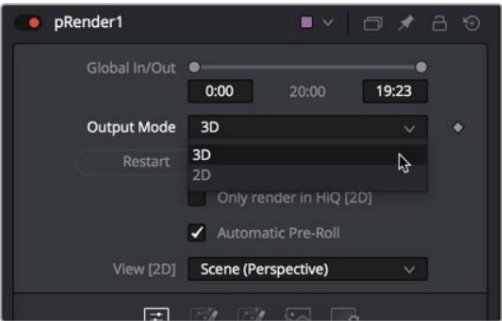 pRender1
Global In/Out
0:00 20:00 19:23
Output Mode 3D
Restart 3D
2D
Only render in HiQ [2D]
Automatic Pre-Roll
View [2D] Scene (Perspective)